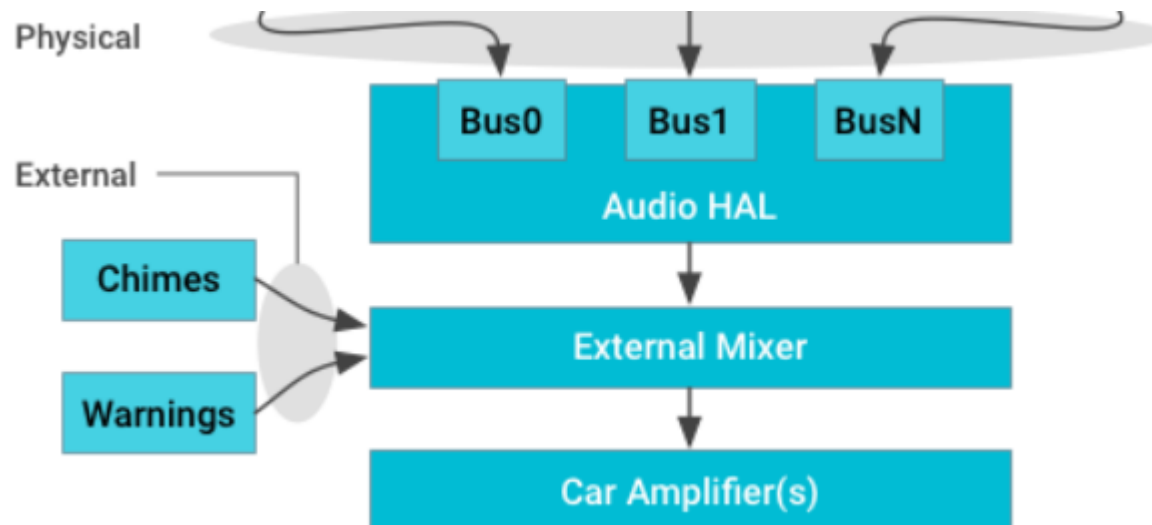 Physical
Bus0
Bus1
BusN
External
Audio HAL
Chimes
External Mixer
Warnings
Car Amplifier(s)